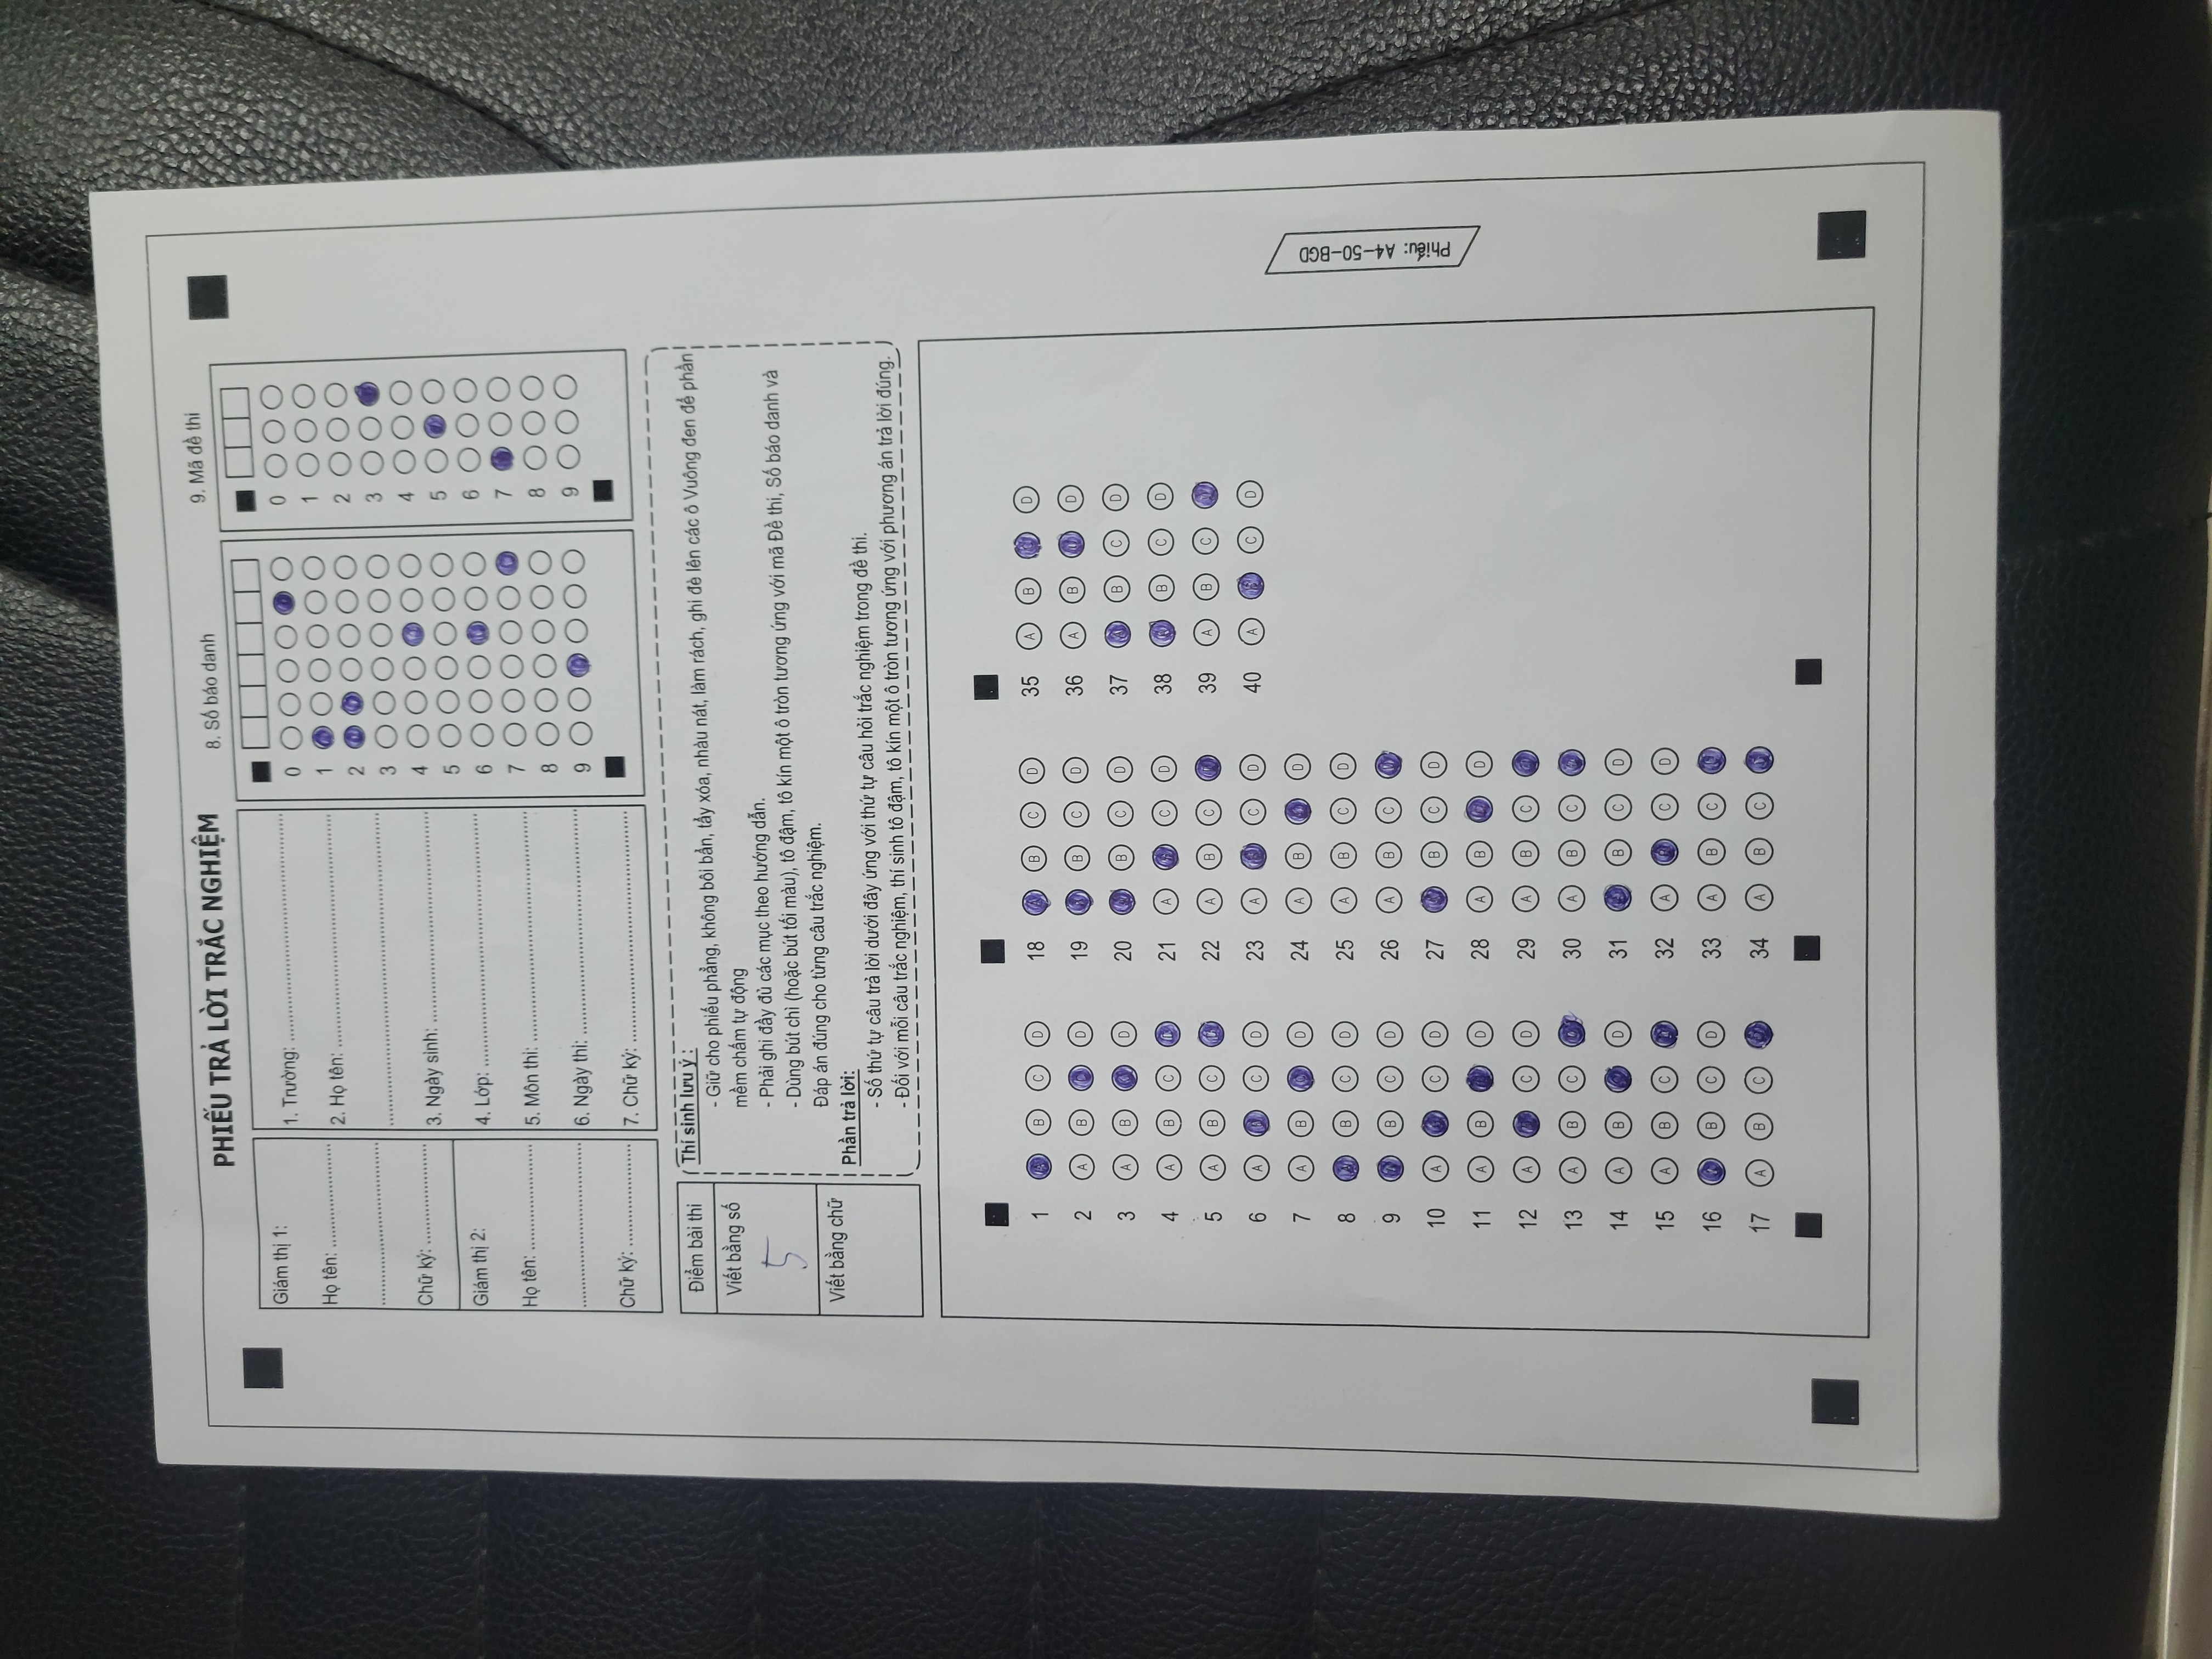 PHIẾU TRẢ LỜI TRẮC NGHIỆM
8. Số báo danh
9. Mã đề thi
Giám thị 1:
Họ tên: ....................
..............................
Chữ ký: ....................
Giám thị 2:
Họ tên: ....................
..............................
Chữ ký: ....................
1. Trường: ....................
2. Họ tên: ....................
..............................
3. Ngày sinh: ....................
4. Lớp: ....................
5. Môn thi: ....................
6. Ngày thi: ....................
7. Chữ ký: ....................
0
1
2
3
4
5
6
7
8
9
0
1
2
3
4
5
6
7
8
9
Điểm bài thi
Viết bằng số
5
Viết bằng chữ
Thí sinh lưu ý :
- Giữ cho phiếu phẳng, không bôi bẩn, tẩy xóa, nhàu nát, làm rách, ghi đè lên các ô Vuông đen để phần
mềm chấm tự động
- Phải ghi đầy đủ các mục theo hướng dẫn.
- Dùng bút chì (hoặc bút tối màu), tô đậm, tô kín một ô tròn tương ứng với mã Đề thi, Số báo danh và
Đáp án đúng cho từng câu trắc nghiệm.
Phần trả lời:
- Số thứ tự câu trả lời dưới đây ứng với thứ tự câu hỏi trắc nghiệm trong đề thi.
- Đối với mỗi câu trắc nghiệm, thí sinh tô đậm, tô kín một ô tròn tương ứng với phương án trả lời đúng.
1 B C D
2 A B D
3 A B D
4 A B C
5 A B C
6 A C D
7 A B D
8 B C D
9 B C D
10 A C D
11 A B D
12 A C D
13 A B C
14 A B D
15 A B C
16 B C D
17 A B C
18 B C D
19 B C D
20 B C D
21 A C D
22 A B C
23 A C D
24 A B D
25 A B C D
26 A B C
27 B C D
28 A B D
29 A B C
30 A B C
31 B C D
32 A C D
33 A B C
34 A B C
35 A B D
36 A B D
37 B C D
38 B C D
39 A B C
40 A C D
Phiếu: A4-50-BGD